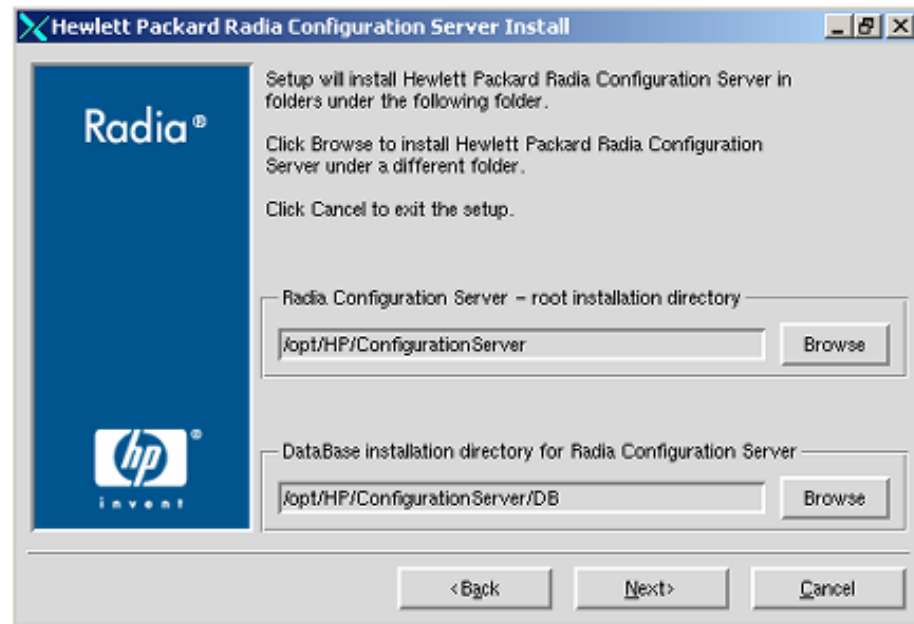 Hewlett Packard Radia Configuration Server Install
Radia®
Setup will install Hewlett Packard Radia Configuration Server in
folders under the following folder.
Click Browse to install Hewlett Packard Radia Configuration
Server under a different folder.
Click Cancel to exit the setup.
Radia Configuration Server – root installation directory
/opt/HP/ConfigurationServer
Browse
DataBase installation directory for Radia Configuration Server
/opt/HP/ConfigurationServer/DB
Browse
hp®
invent
<Back
Next>
Cancel